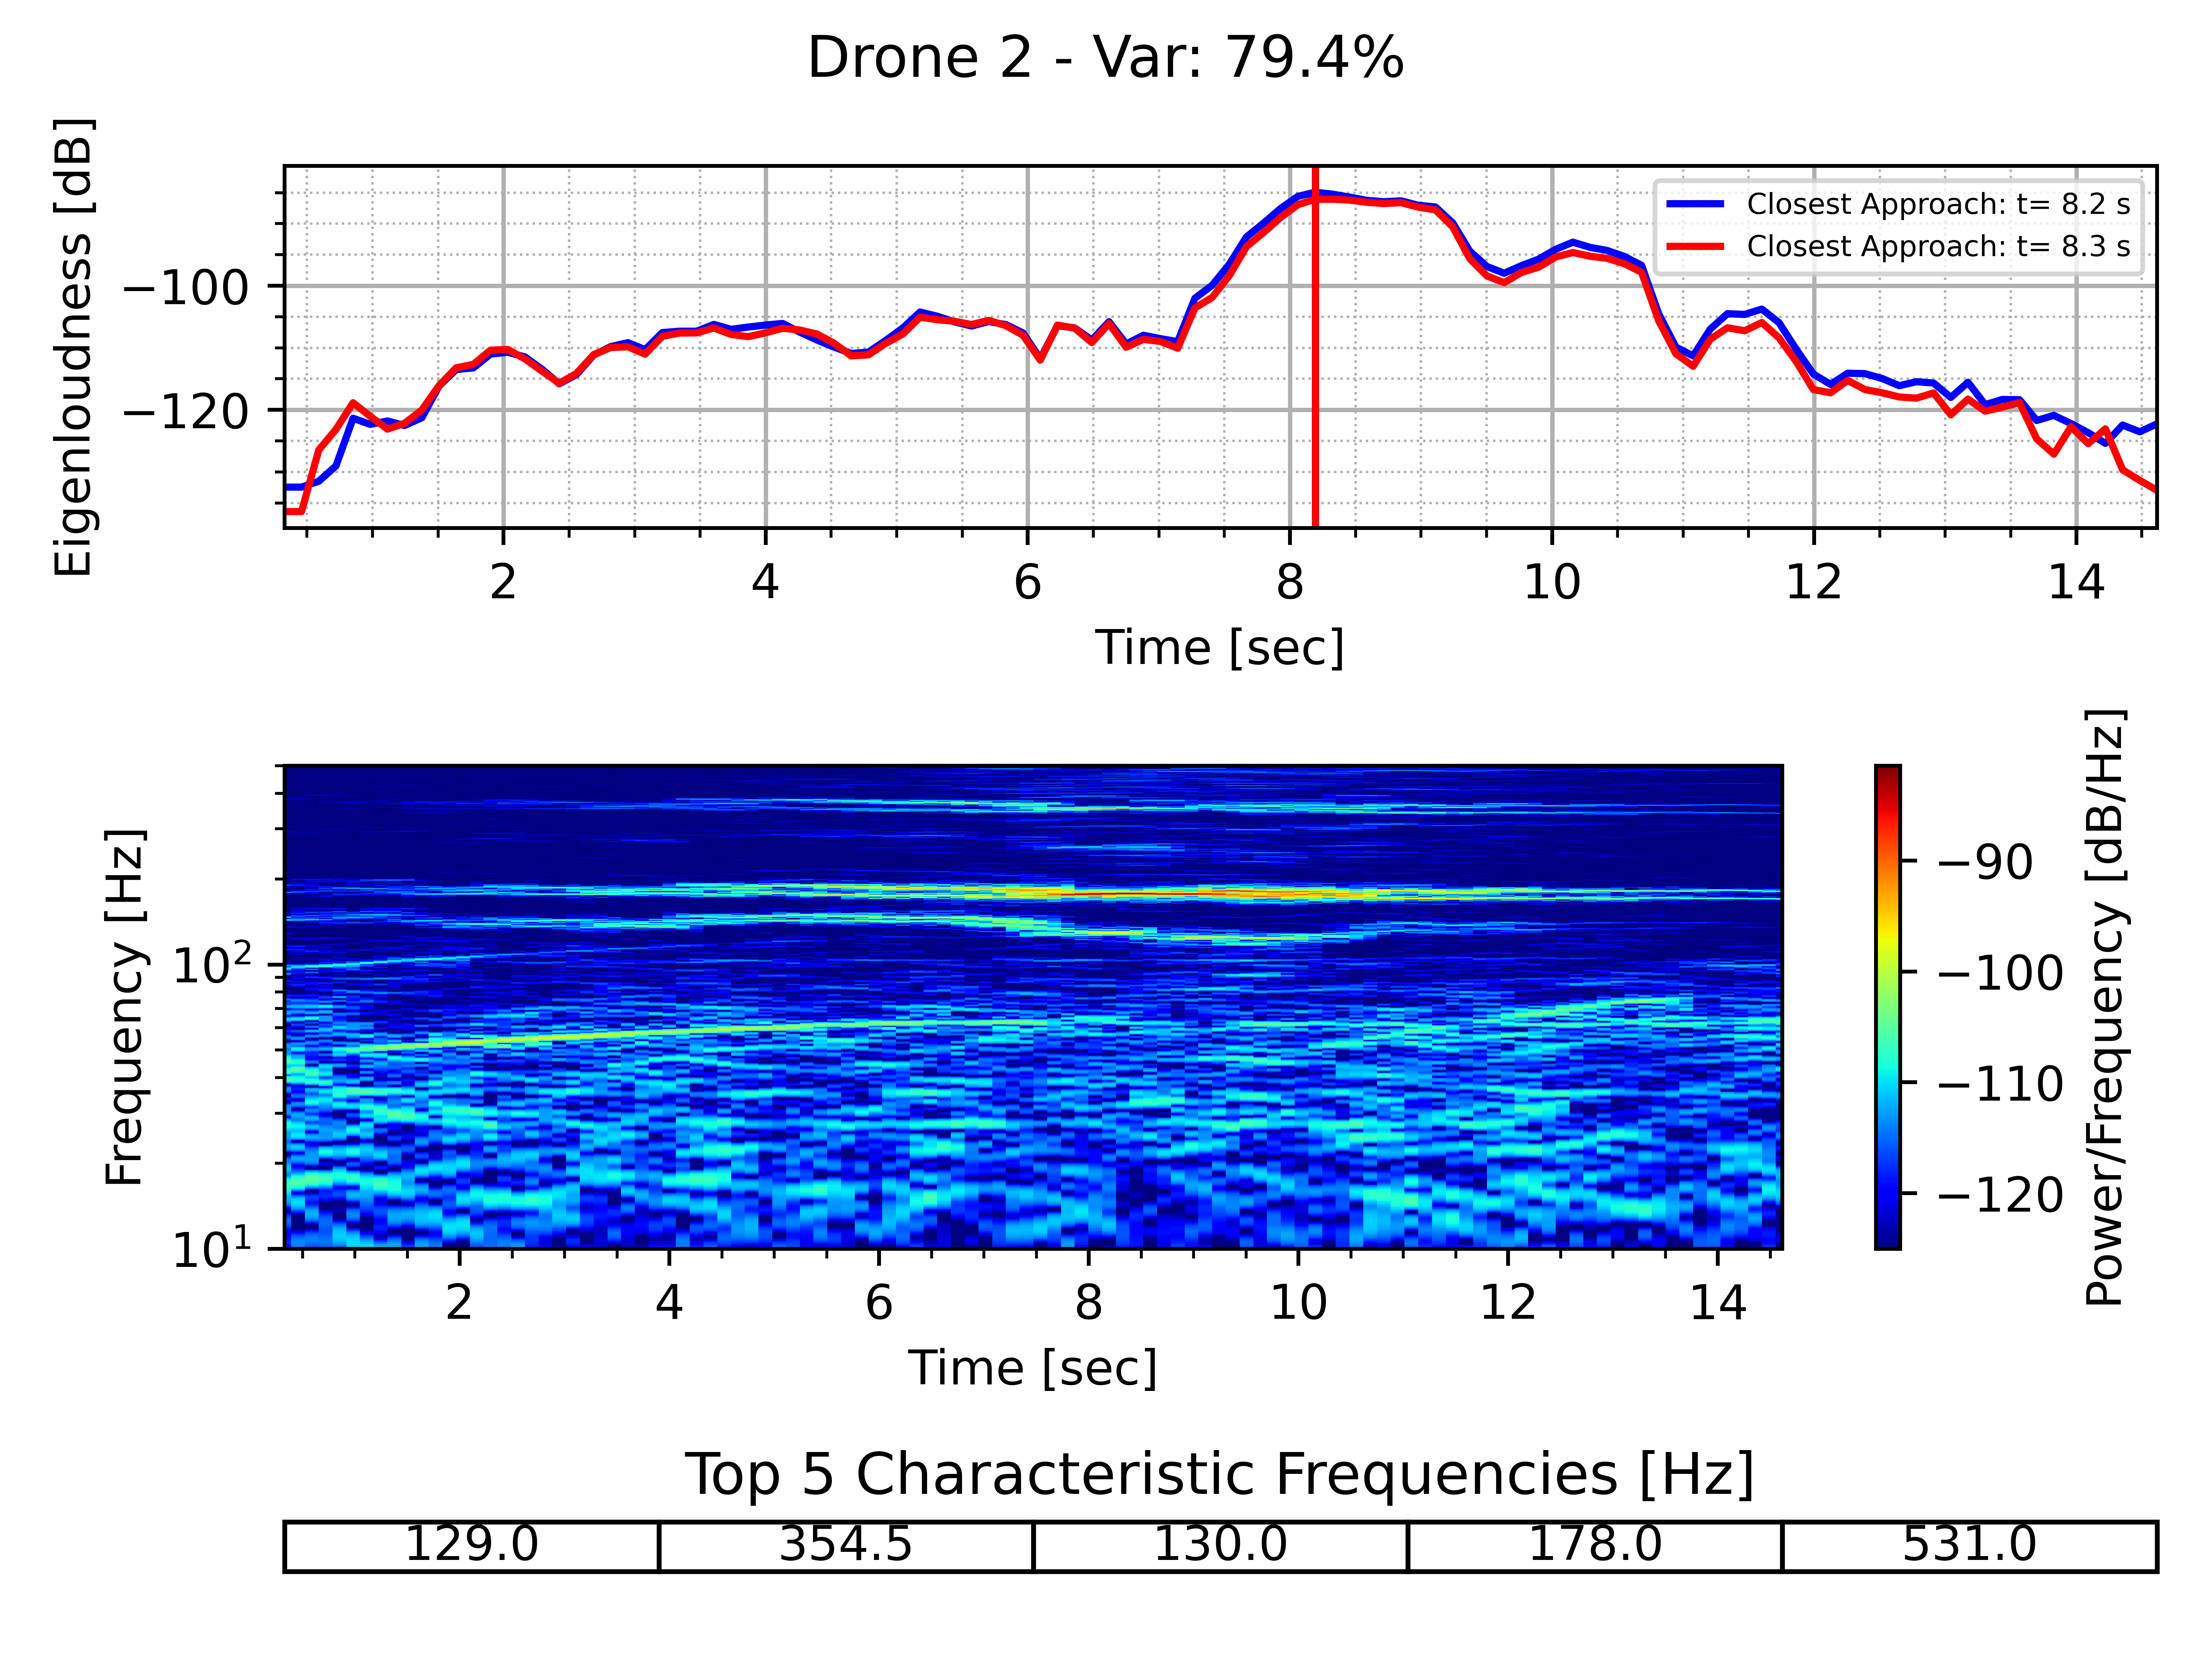 Drone 2 - Var: 79.4%
Eigenloudness [dB]
−100
−120
Closest Approach: t= 8.2 s
Closest Approach: t= 8.3 s
2 4 6 8 10 12 14
Time [sec]
Frequency [Hz]
10²
10¹
2 4 6 8 10 12 14
Time [sec]
−90
−100
−110
−120
Power/Frequency [dB/Hz]
Top 5 Characteristic Frequencies [Hz]
129.0 354.5 130.0 178.0 531.0